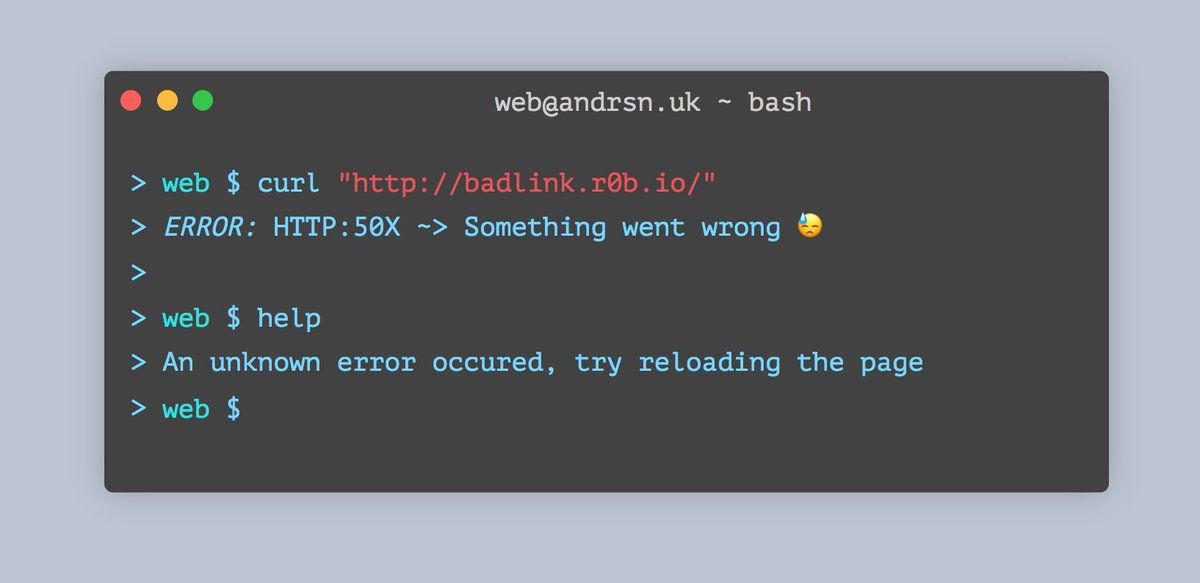 web@andrsn.uk ~ bash
> web $ curl "http://badlink.r0b.io/"
> ERROR: HTTP:50X ~> Something went wrong 😓
>
> web $ help
> An unknown error occured, try reloading the page
> web $